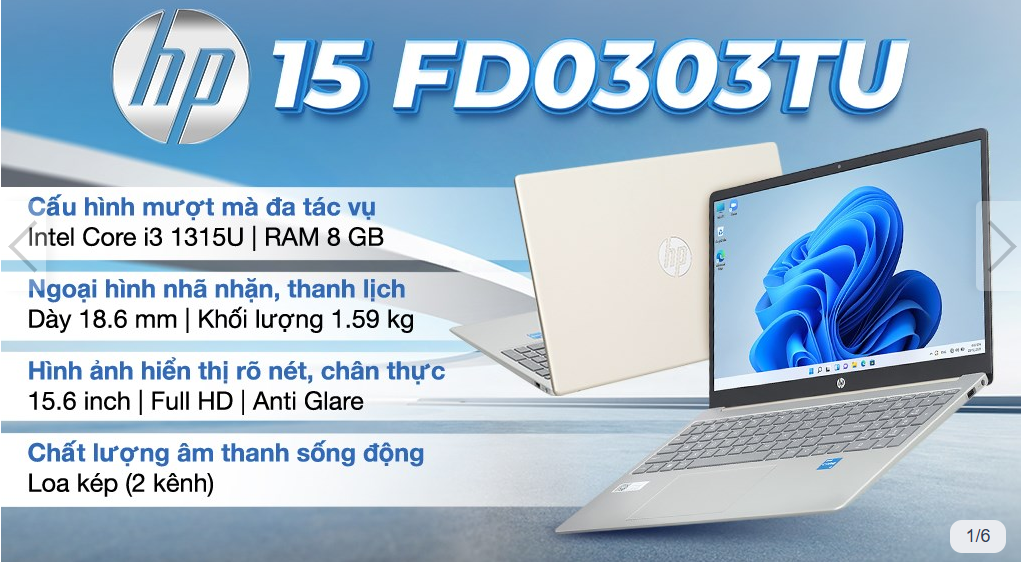 hp 15 FD0303TU
Cấu hình mượt mà đa tác vụ
Intel Core i3 1315U | RAM 8 GB
Ngoại hình nhã nhặn, thanh lịch
Dày 18.6 mm | Khối lượng 1.59 kg
Hình ảnh hiển thị rõ nét, chân thực
15.6 inch | Full HD | Anti Glare
Chất lượng âm thanh sống động
Loa kép (2 kênh)
hp
hp
1/6